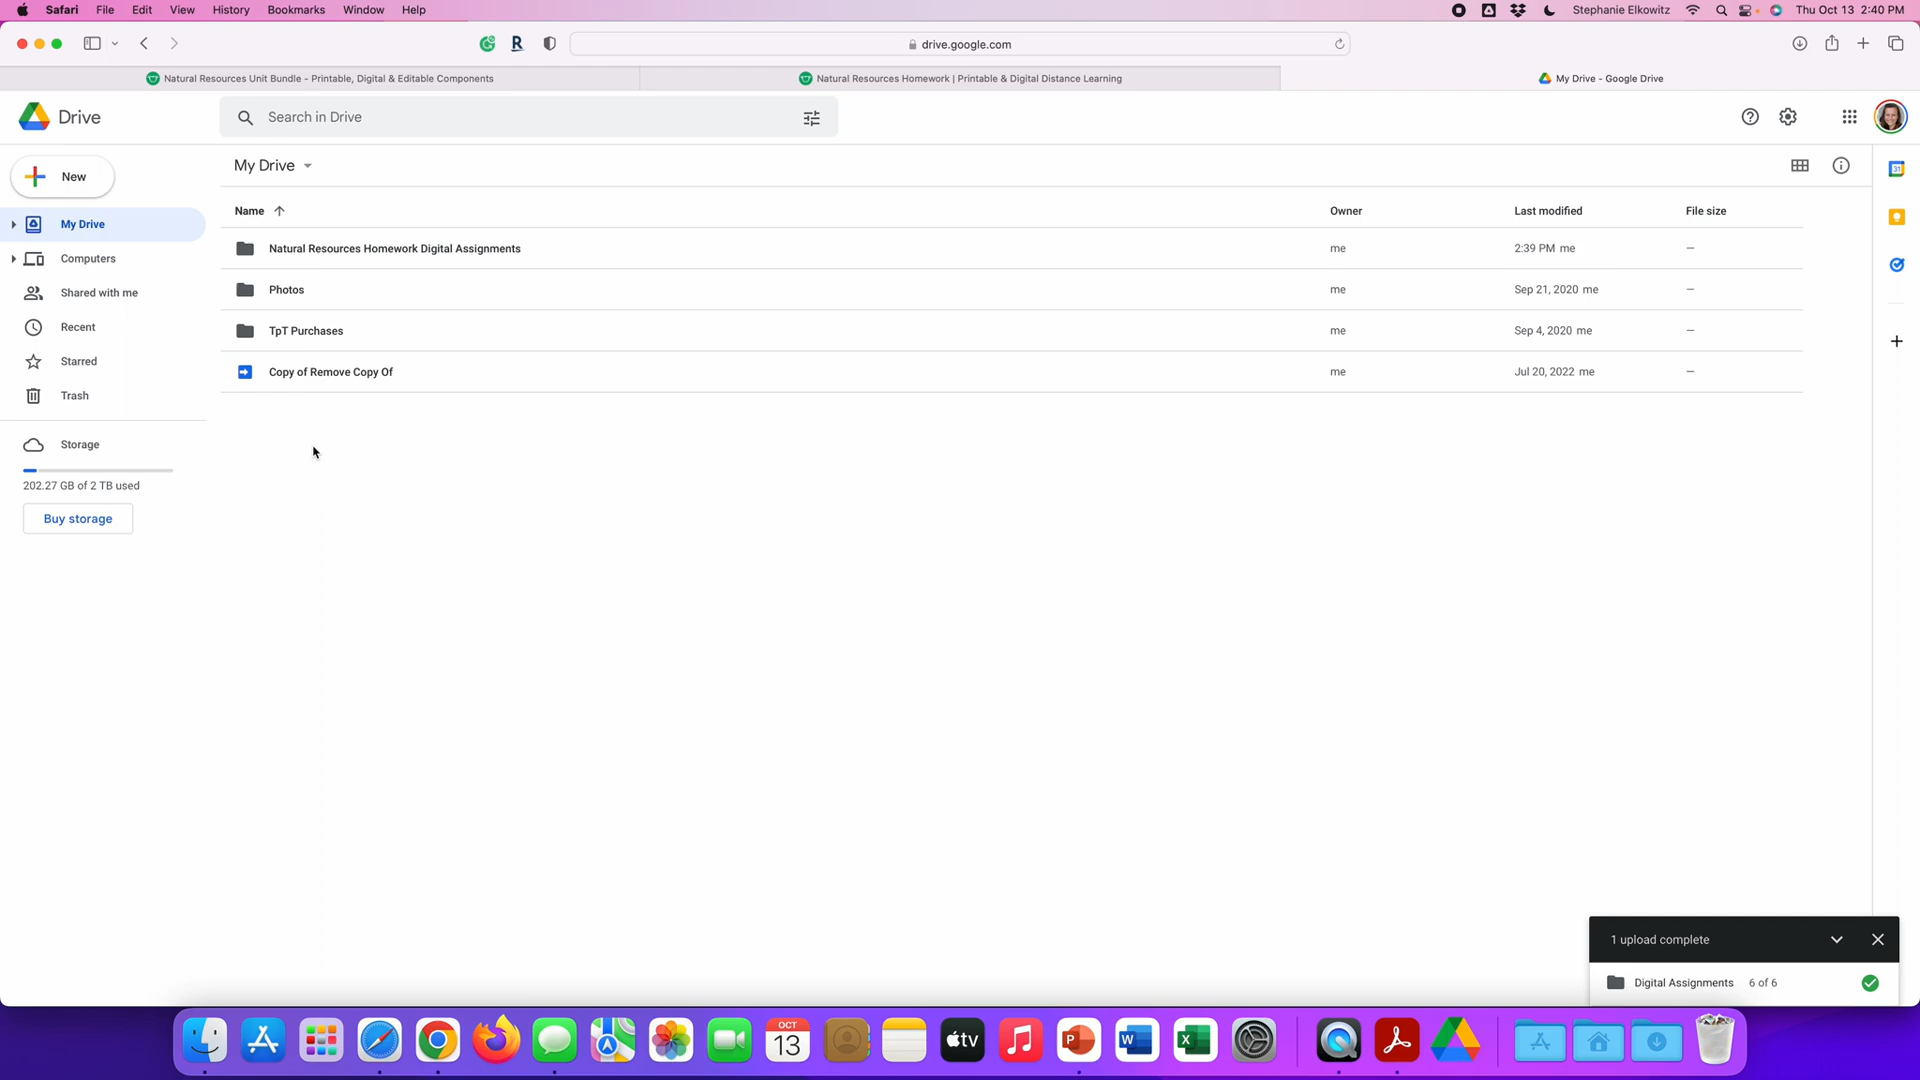 Safari File Edit View History Bookmarks Window Help Stephanie Elkowitz Thu Oct 13 2:40 PM
drive.google.com
Natural Resources Unit Bundle - Printable, Digital & Editable Components Natural Resources Homework | Printable & Digital Distance Learning My Drive - Google Drive
Drive Search in Drive
New My Drive
Name Owner Last modified File size
My Drive
Natural Resources Homework Digital Assignments me 2:39 PM me —
Computers
Photos me Sep 21, 2020 me —
Shared with me
Recent
TpT Purchases me Sep 4, 2020 me —
Starred
Copy of Remove Copy Of me Jul 20, 2022 me —
Trash
Storage
202.27 GB of 2 TB used
Buy storage
1 upload complete
Digital Assignments 6 of 6
OCT
13
tv
P
W
X
31
R